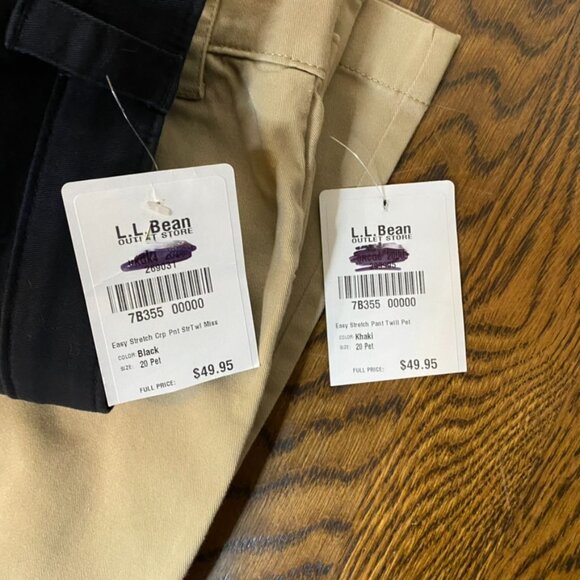 L.L.Bean
OUTLET STORE
269031
7B355 00000
Easy Stretch Crp Pnt StrTwl Miss
COLOR: Black
SIZE: 20 Pet
FULL PRICE: $49.95
L.L.Bean
OUTLET STORE
7B355 00000
Easy Stretch Pant Twill Pet
COLOR: Khaki
SIZE: 20 Pet
FULL PRICE: $49.95